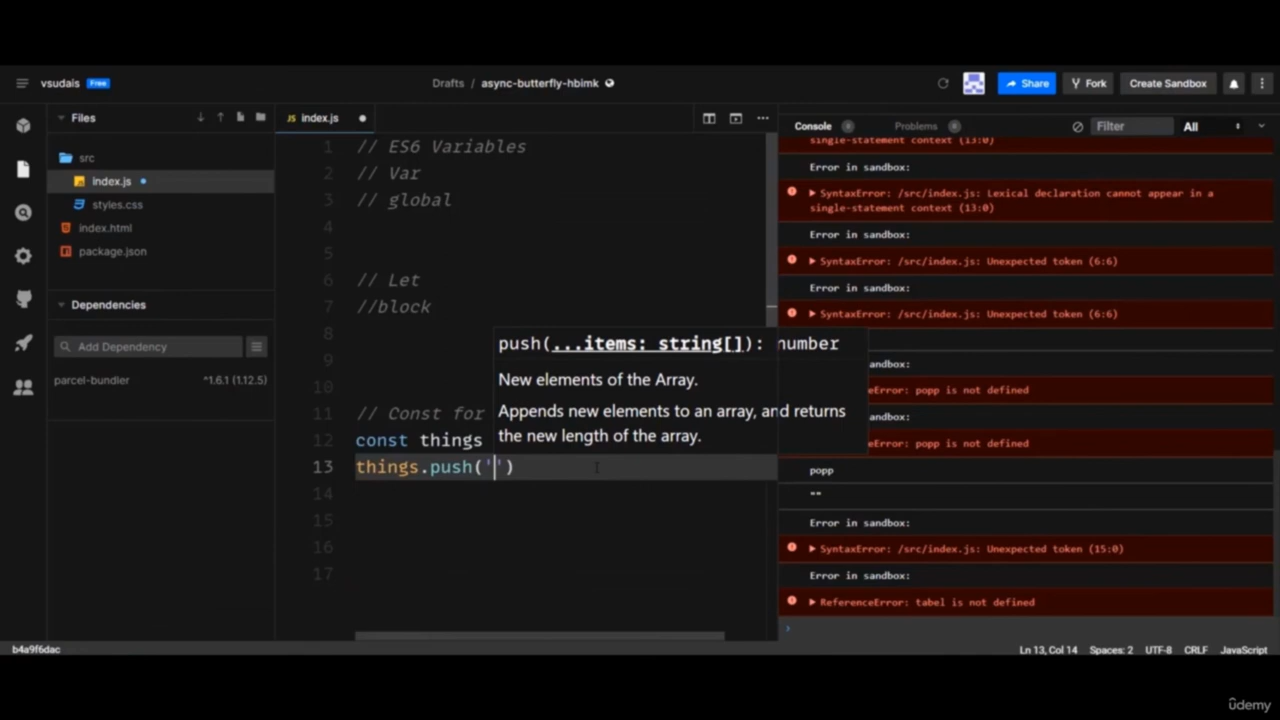 vsudais Free
Drafts / async-butterfly-hbimk
Share
Fork
Create Sandbox
Files
src
index.js
styles.css
index.html
package.json
Dependencies
Add Dependency
parcel-bundler ^1.6.1 (1.12.5)
JS index.js
1 // ES6 Variables
2 // Var
3 // global
4
5
6 // Let
7 //block
8
9
10
11 // Const for
12 const things
13 things.push('')
14
15
16
17
push(...items: string[]): number
New elements of the Array.
Appends new elements to an array, and returns
the new length of the array.
Console Problems Filter All
single-statement context (13:0)
Error in sandbox:
SyntaxError: /src/index.js: Lexical declaration cannot appear in a
single-statement context (13:0)
Error in sandbox:
SyntaxError: /src/index.js: Unexpected token (6:6)
Error in sandbox:
SyntaxError: /src/index.js: Unexpected token (6:6)
dbox:
eError: popp is not defined
dbox:
eError: popp is not defined
popp
""
Error in sandbox:
SyntaxError: /src/index.js: Unexpected token (15:0)
Error in sandbox:
ReferenceError: tabel is not defined
b4a9f6dac
Ln 13, Col 14 Spaces: 2 UTF-8 CRLF JavaScript
udemy